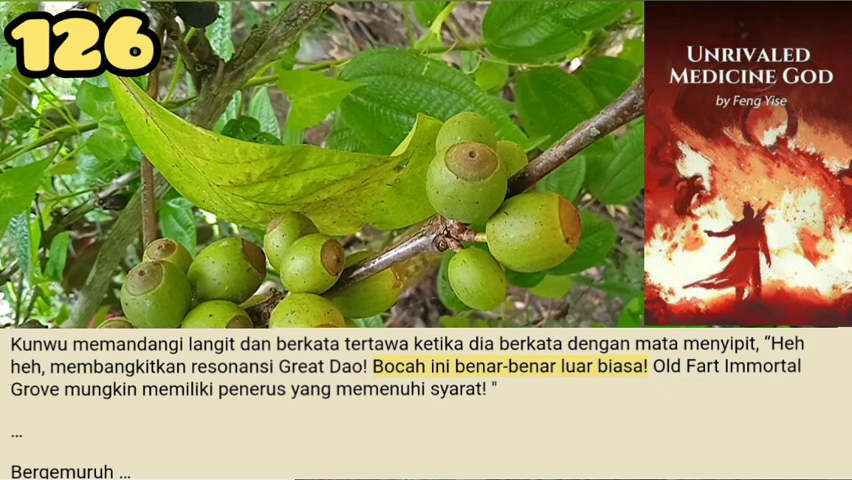 126
UNRIVALED
MEDICINE GOD
by Feng Yise
Kunwu memandangi langit dan berkata tertawa ketika dia berkata dengan mata menyipit, “Heh
heh, membangkitkan resonansi Great Dao! Bocah ini benar-benar luar biasa! Old Fart Immortal
Grove mungkin memiliki penerus yang memenuhi syarat! "
...
Bergemuruh ...